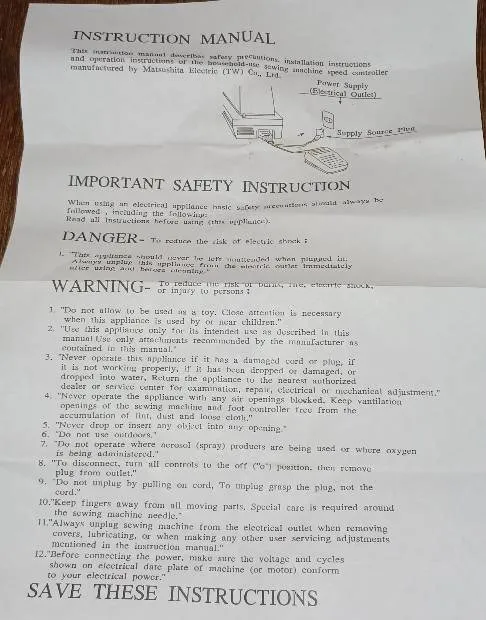 INSTRUCTION MANUAL
This instruction manual describes safety precautions, installation instructions
and operation instructions of the household-use sewing machine speed controller
manufactured by Matsushita Electric (TW) Co., Ltd.
Power Supply
(Electrical Outlet)
Supply Source Plug
IMPORTANT SAFETY INSTRUCTION
When using an electrical appliance basic safety precautions should always be
followed , including the following:
Read all instructions before using (this appliance).
DANGER- To reduce the risk of electric shock :
1. "This appliance should never be left unattended when plugged in.
Always unplug this appliance from the electric outlet immediately
after using and before cleaning."
WARNING- To reduce the risk of burns, fire, electric shock,
or injury to persons :
1. "Do not allow to be used as a toy. Close attention is necessary
when this appliance is used by or near children."
2. "Use this appliance only for its intended use as described in this
manual.Use only attachments recommended by the manufacturer as
contained in this manual."
3. "Never operate this appliance if it has a damaged cord or plug, if
it is not working properly, if it has been dropped or damaged, or
dropped into water, Return the appliance to the nearest authorized
dealer or service center for examination, repair, electrical or mechanical adjustment."
4. "Never operate the appliance with any air openings blocked. Keep vantilation
openings of the sewing machine and foot controller free from the
accumulation of lint, dust and loose cloth."
5. "Never drop or insert any object into any opening."
6. "Do not use outdoors."
7. "Do not operate where aerosol (spray) products are being used or where oxygen
is being administered."
8. "To disconnect, turn all controls to the off ("o") position, then remove
plug from outlet."
9. "Do not unplug by pulling on cord, To unplug grasp the plug, not the
cord."
10."Keep fingers away from all moving parts. Special care is required around
the sewing machine needle."
11."Always unplug sewing machine from the electrical outlet when removing
covers, lubricating, or when making any other user servicing adjustments
mentioned in the instruction manual."
12."Before connecting the power, make sure the voltage and cycles
shown on electrical date plate of machine (or motor) conform
to your electrical power."
SAVE THESE INSTRUCTIONS